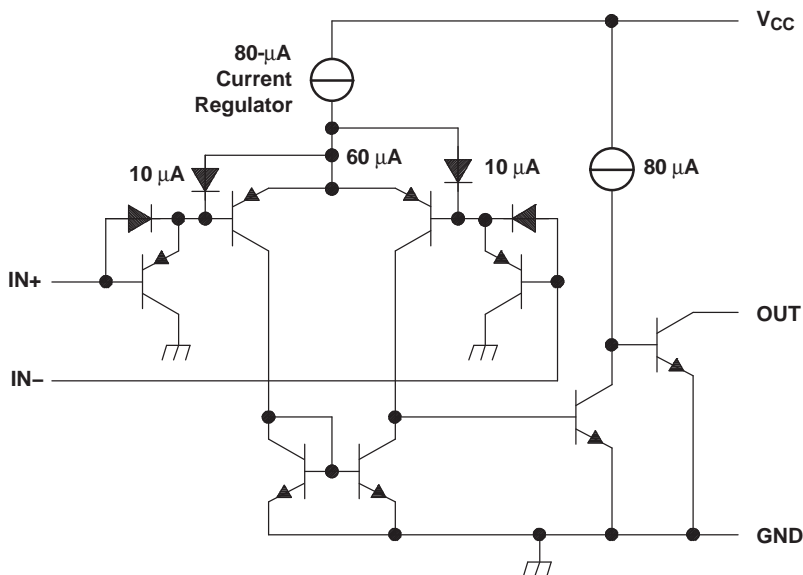 V_CC
80-μA
Current
Regulator
60 μA
10 μA
10 μA
80 μA
IN+
OUT
IN−
GND